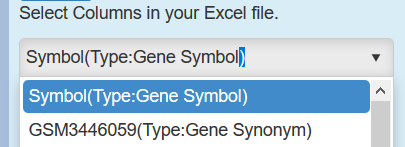 Select Columns in your Excel file.
Symbol(Type:Gene Symbol)
Symbol(Type:Gene Symbol)
GSM3446059(Type:Gene Synonym)